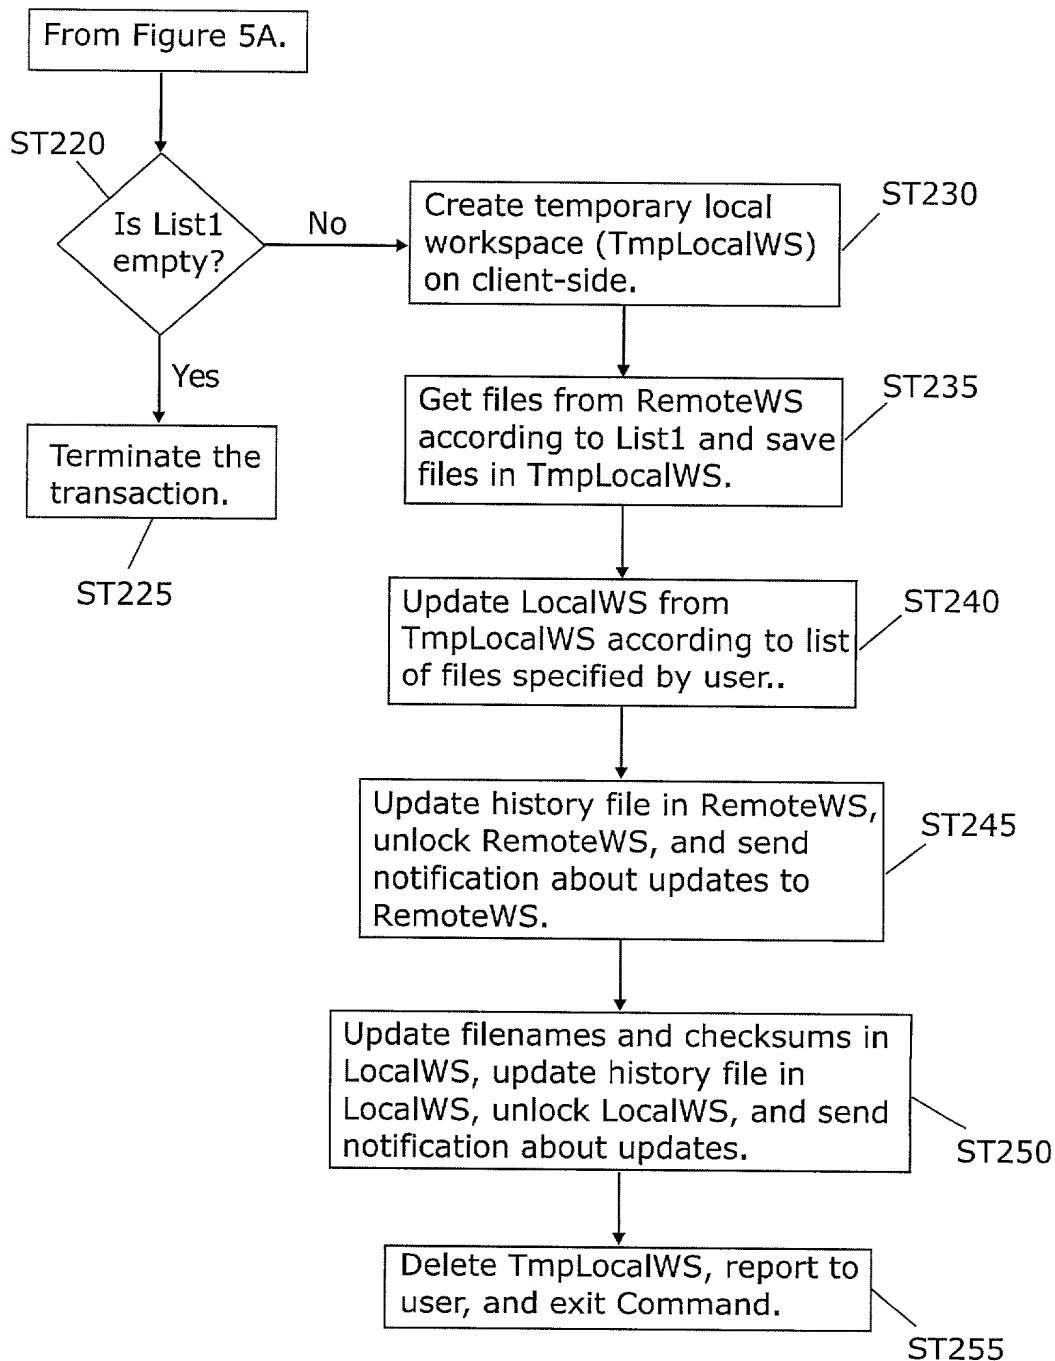 From Figure 5A.
ST220
Is List1
empty?
No
Yes
Terminate the
transaction.
ST225
Create temporary local
workspace (TmpLocalWS)
on client-side.
ST230
Get files from RemoteWS
according to List1 and save
files in TmpLocalWS.
ST235
Update LocalWS from
TmpLocalWS according to list
of files specified by user..
ST240
Update history file in RemoteWS,
unlock RemoteWS, and send
notification about updates to
RemoteWS.
ST245
Update filenames and checksums in
LocalWS, update history file in
LocalWS, unlock LocalWS, and send
notification about updates.
ST250
Delete TmpLocalWS, report to
user, and exit Command.
ST255